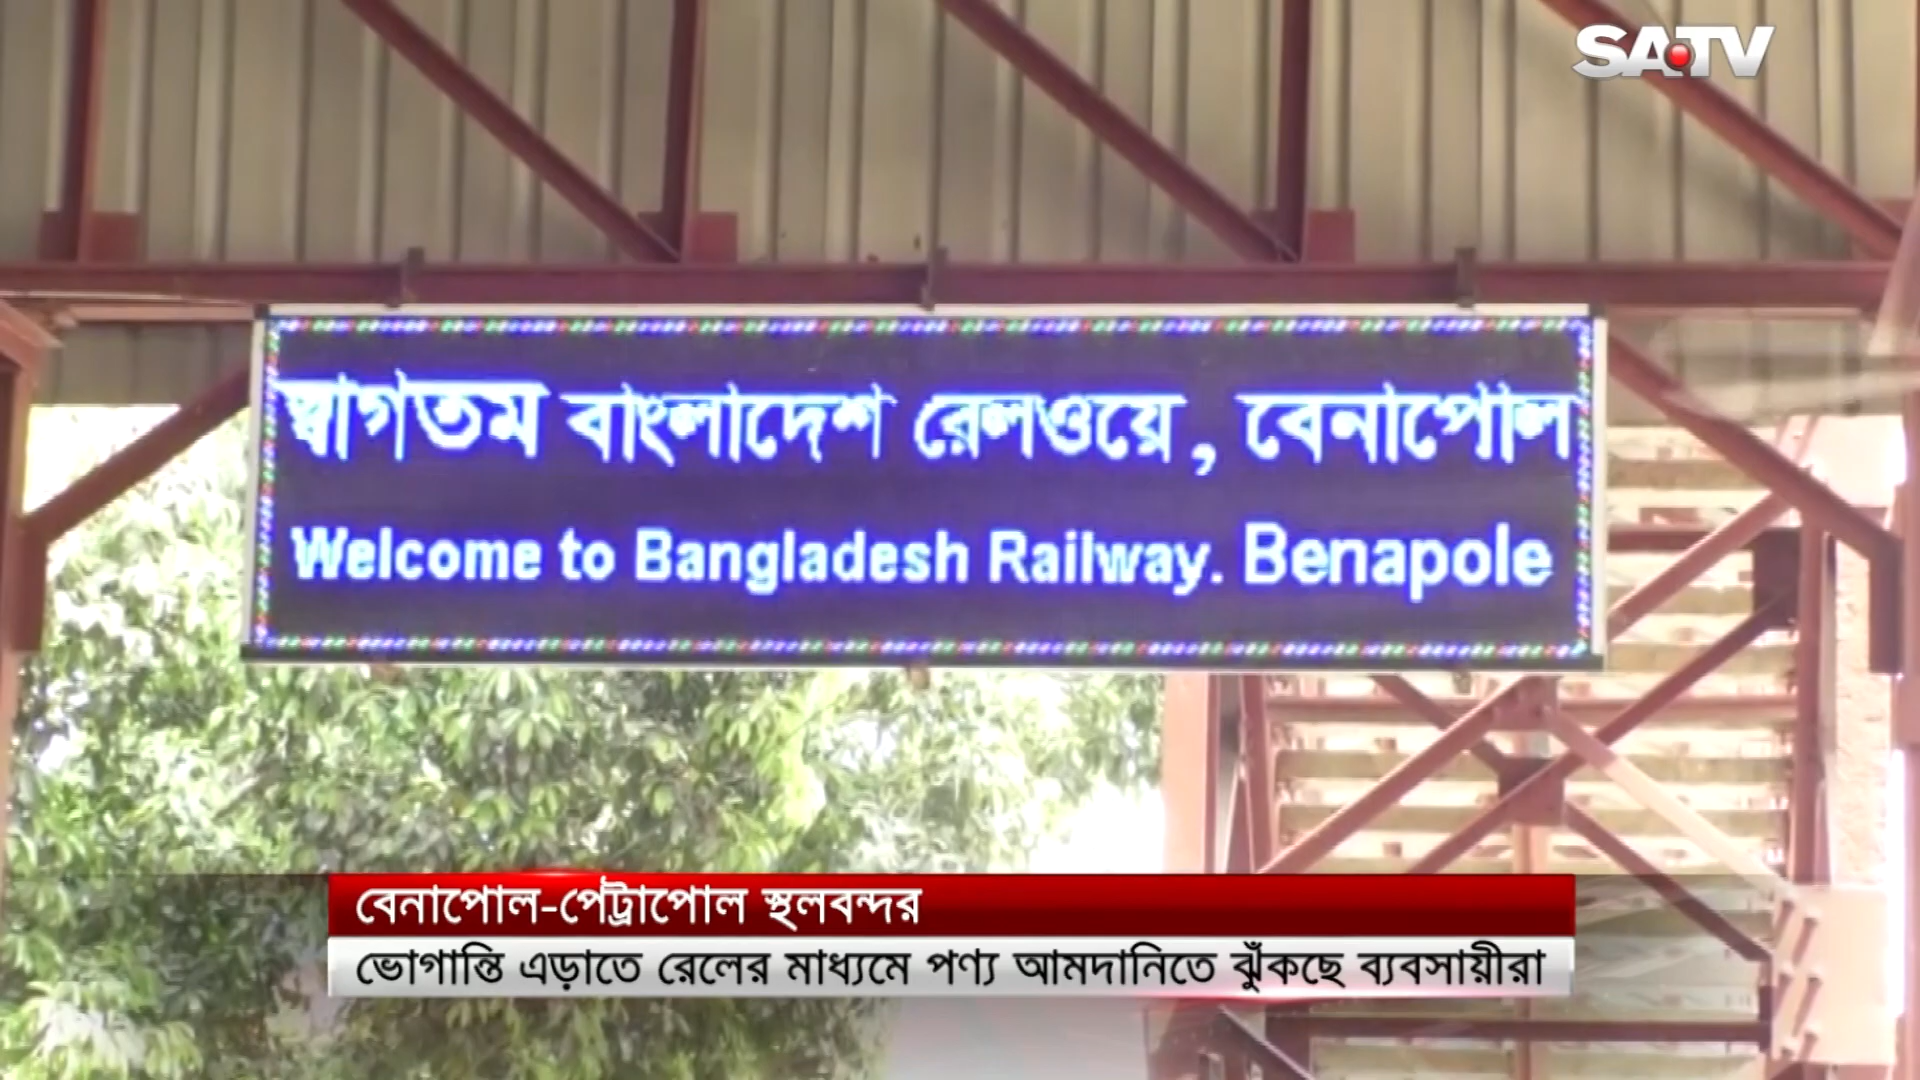 SATV
স্বাগতম বাংলাদেশ রেলওয়ে, বেনাপোল
Welcome to Bangladesh Railway. Benapole
বেনাপোল-পেট্রাপোল স্থলবন্দর
ভোগান্তি এড়াতে রেলের মাধ্যমে পণ্য আমদানিতে ঝুঁকছে ব্যবসায়ীরা